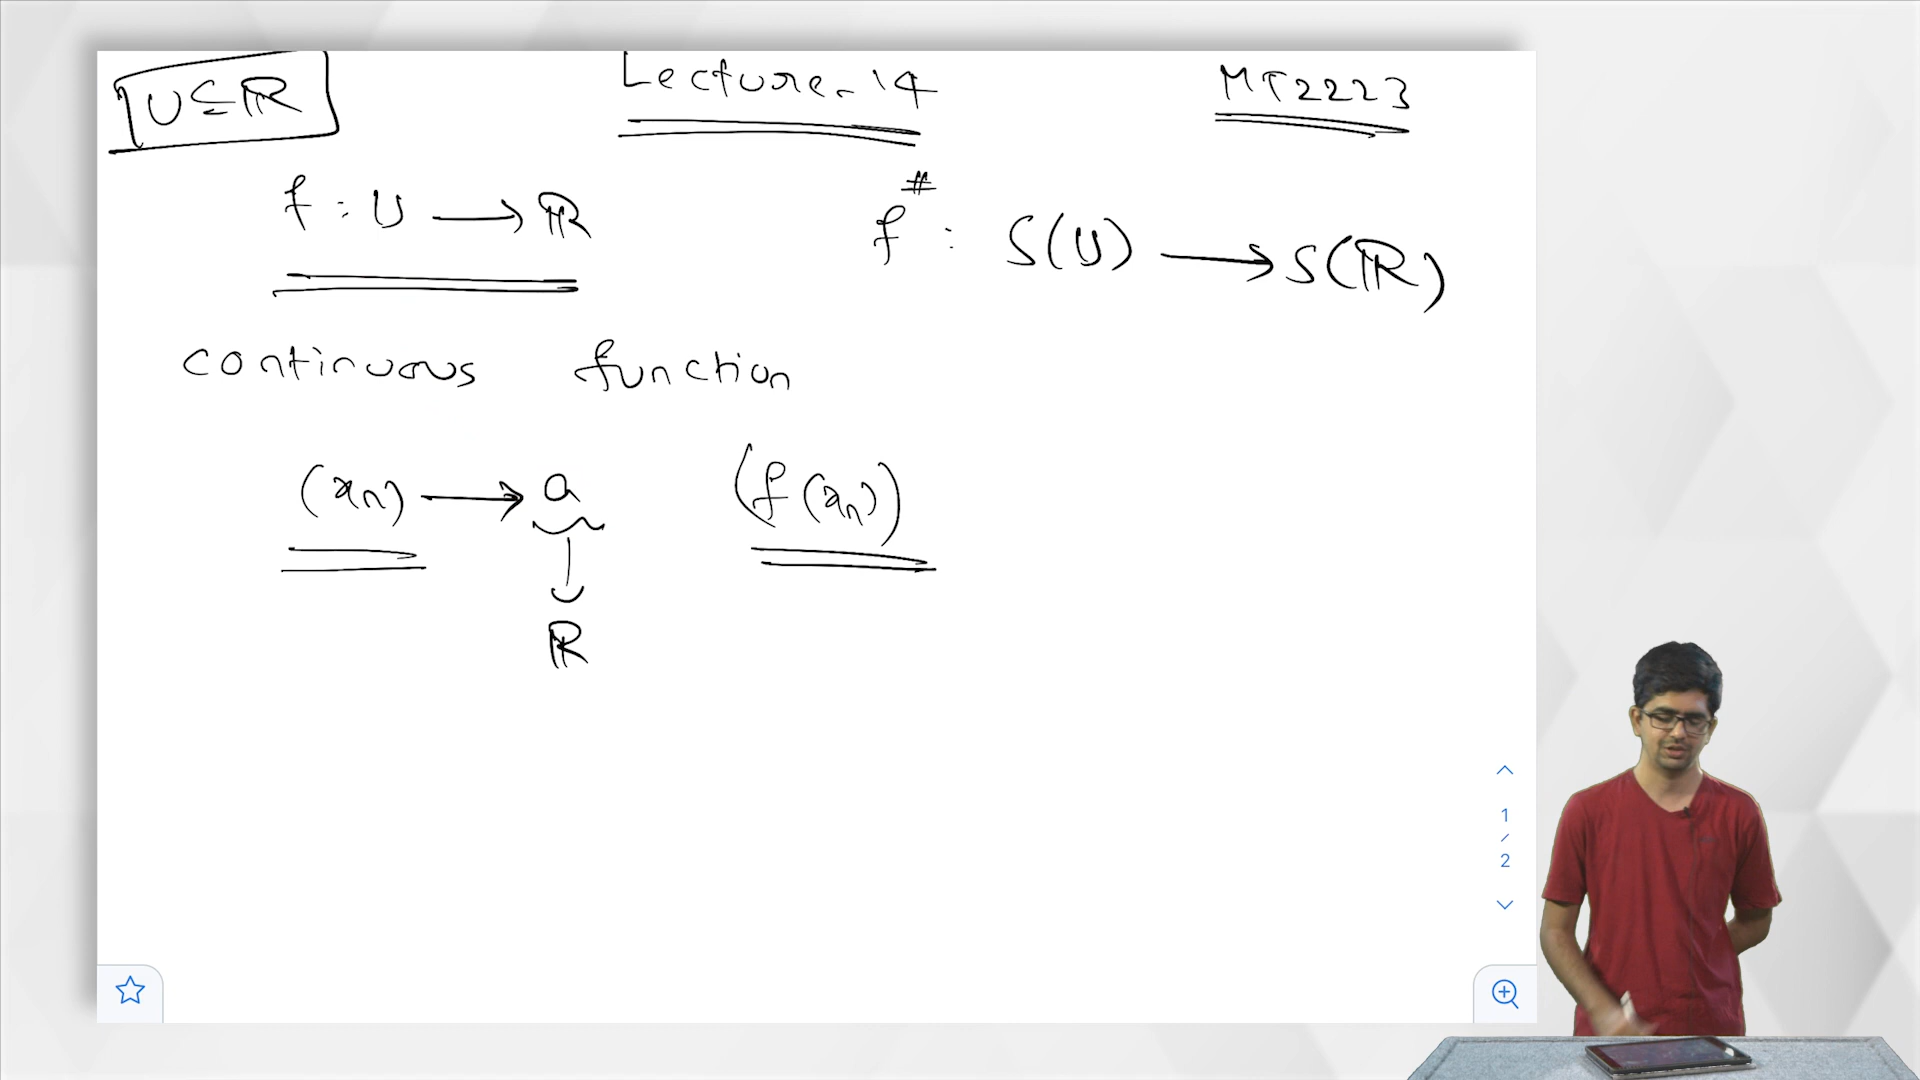 U ⊆ ℝ Lecture-14 MT2223
f : U ⟶ ℝ f^# : S(U) ⟶ S(ℝ)
continuous function
(xₙ) ⟶ a (f(xₙ))
ℝ
1
/
2